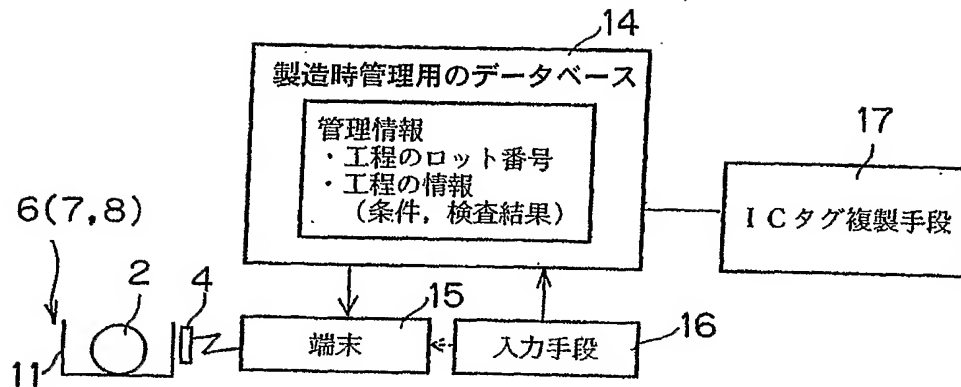 14
製造時管理用のデータベース
管理情報
・工程のロット番号
・工程の情報
(条件,検査結果)
17
ICタグ複製手段
6(7,8)
2
4
15
端末
入力手段
16
11